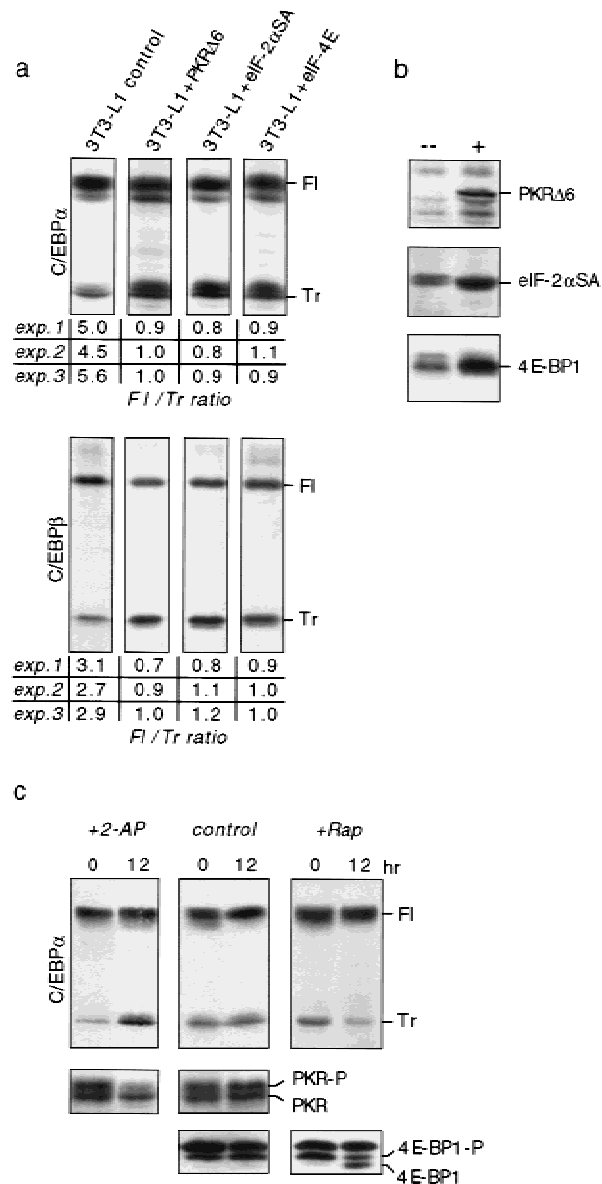 a
b
3T3-L1 control
3T3-L1+PKRΔ6
3T3-L1+eIF-2αSA
3T3-L1+eIF-4E
C/EBPα
Fl
Tr
exp.1 5.0 0.9 0.8 0.9
exp.2 4.5 1.0 0.8 1.1
exp.3 5.6 1.0 0.9 0.9
Fl/Tr ratio
-- +
PKRΔ6
eIF-2αSA
4E-BP1
C/EBPβ
Fl
Tr
exp.1 3.1 0.7 0.8 0.9
exp.2 2.7 0.9 1.1 1.0
exp.3 2.9 1.0 1.2 1.0
Fl/Tr ratio
c
+2-AP control +Rap
0 12 0 12 0 12 hr
C/EBPα
Fl
Tr
PKR-P
PKR
4E-BP1-P
4E-BP1